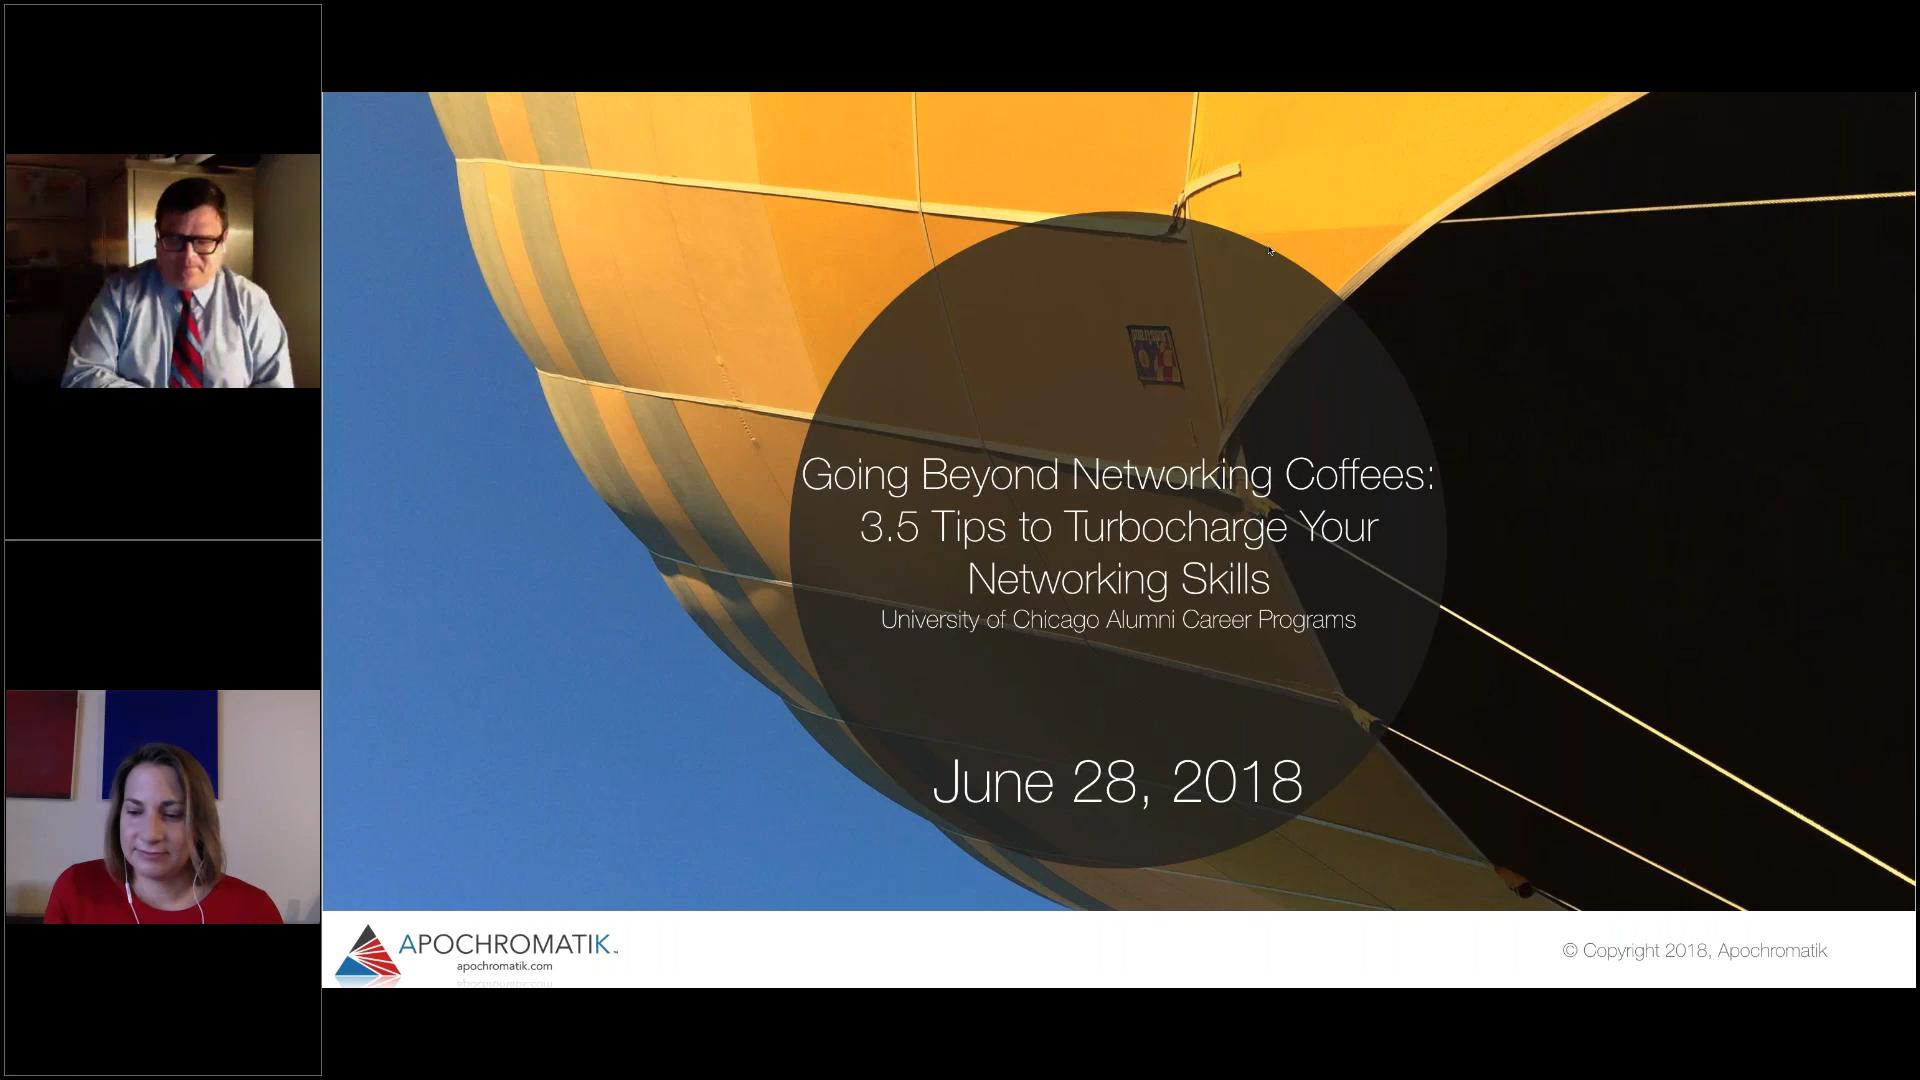 Going Beyond Networking Coffees:
3.5 Tips to Turbocharge Your
Networking Skills
University of Chicago Alumni Career Programs
June 28, 2018
APOCHROMATIK™
apochromatik.com
© Copyright 2018, Apochromatik